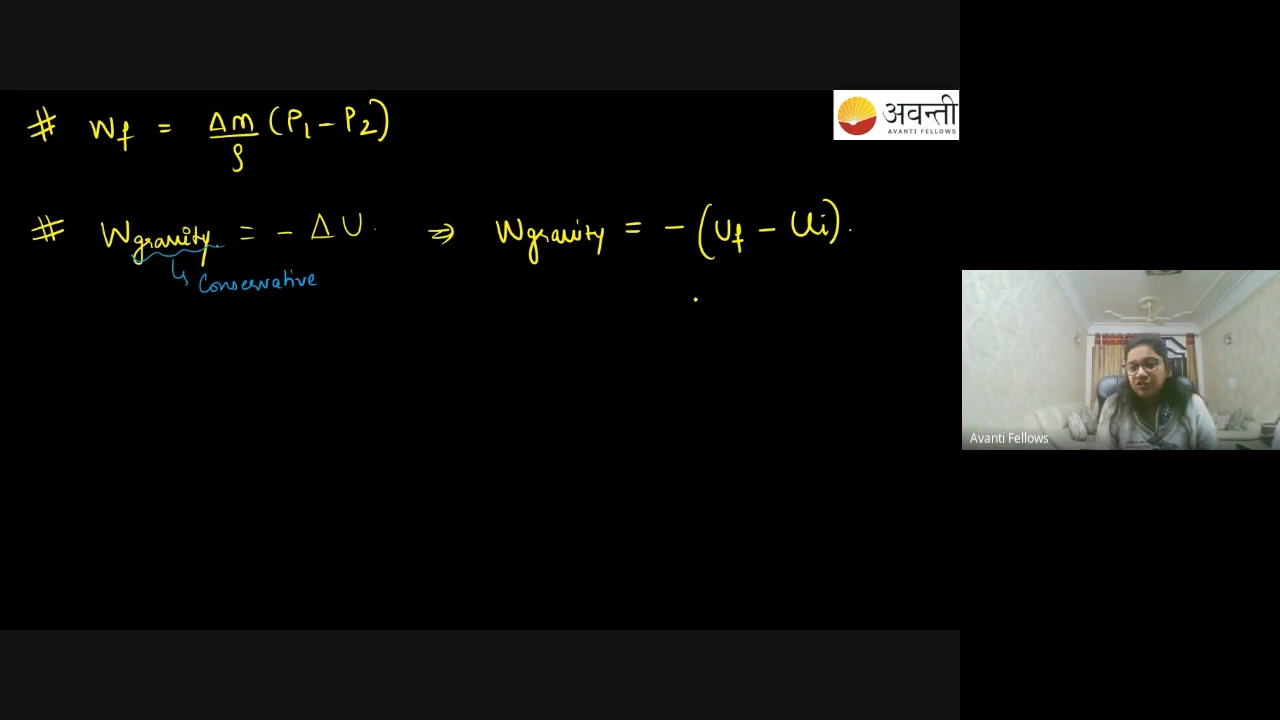 # Wf = Δm/ρ (P1 - P2)
अवन्ती
AVANTI FELLOWS
# Wgravity = - ΔU. ⇒ Wgravity = - (Uf - Ui).
↳ Conservative
Avanti Fellows